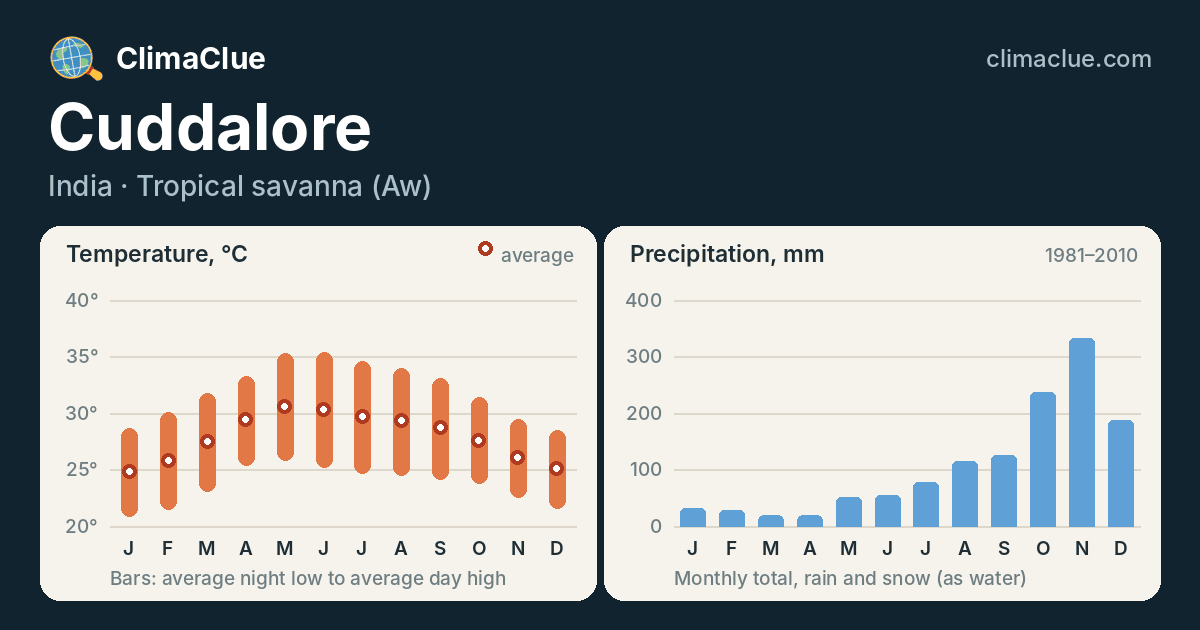 ClimaClue
climaclue.com
Cuddalore
India · Tropical savanna (Aw)
Temperature, °C
average
40°
35°
30°
25°
20°
J F M A M J J A S O N D
Bars: average night low to average day high
Precipitation, mm
1981–2010
400
300
200
100
0
J F M A M J J A S O N D
Monthly total, rain and snow (as water)